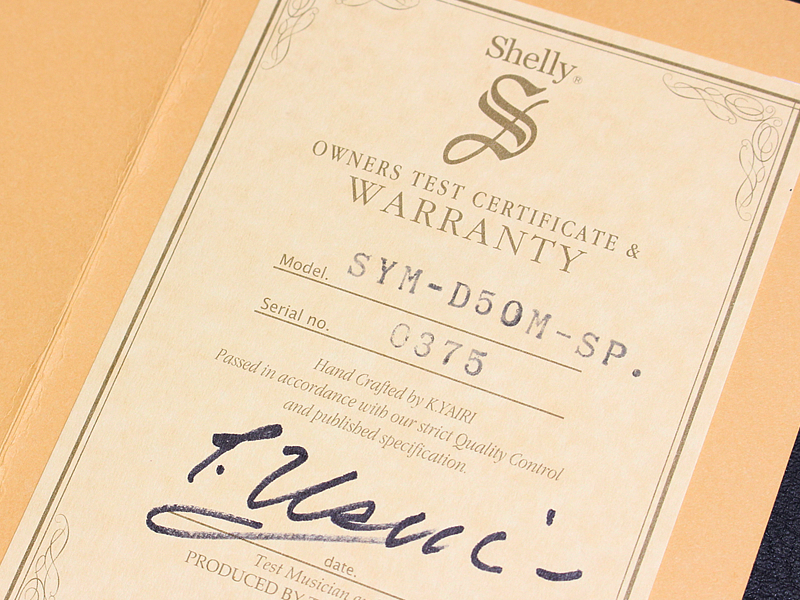 Shelly®
S
OWNERS TEST CERTIFICATE &
WARRANTY
Model. SYM-D50M-SP.
Serial no. 0375
Hand Crafted by K.YAIRI
Passed in accordance with our strict Quality Control
and published specification.
T. Usui
date.
Test Musician
PRODUCED BY